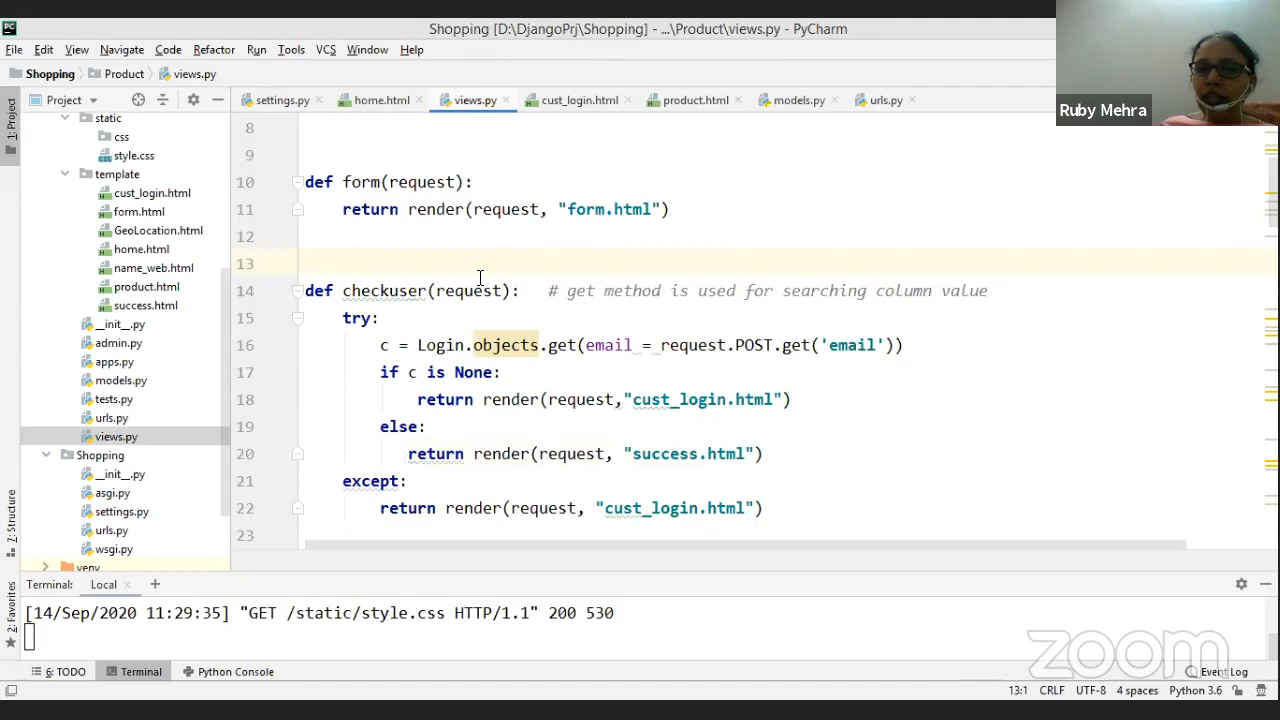 Shopping [D:\DjangoPrj\Shopping] - ...\Product\views.py - PyCharm
File Edit View Navigate Code Refactor Run Tools VCS Window Help
Shopping Product views.py
Ruby Mehra
Project settings.py home.html views.py cust_login.html product.html models.py urls.py
1: Project
static
css
style.css
template
cust_login.html
form.html
GeoLocation.html
home.html
name_web.html
product.html
success.html
__init__.py
admin.py
apps.py
models.py
tests.py
urls.py
views.py
Shopping
__init__.py
asgi.py
settings.py
urls.py
wsgi.py
venv
8
9
10 def form(request):
11 return render(request, "form.html")
12
13
14 def checkuser(request): # get method is used for searching column value
15 try:
16 c = Login.objects.get(email = request.POST.get('email'))
17 if c is None:
18 return render(request,"cust_login.html")
19 else:
20 return render(request, "success.html")
21 except:
22 return render(request, "cust_login.html")
23
7: Structure
2: Favorites
Terminal: Local +
[14/Sep/2020 11:29:35] "GET /static/style.css HTTP/1.1" 200 530
zoom
6: TODO Terminal Python Console Event Log
13:1 CRLF UTF-8 4 spaces Python 3.6